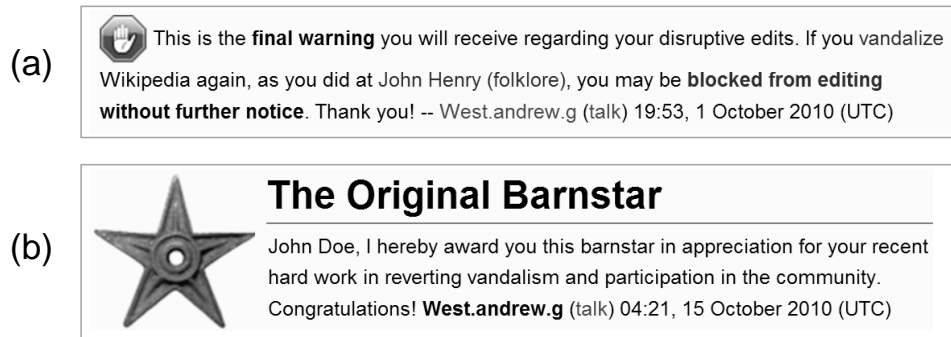 (a)
This is the final warning you will receive regarding your disruptive edits. If you vandalize
Wikipedia again, as you did at John Henry (folklore), you may be blocked from editing
without further notice. Thank you! -- West.andrew.g (talk) 19:53, 1 October 2010 (UTC)
(b)
The Original Barnstar
John Doe, I hereby award you this barnstar in appreciation for your recent
hard work in reverting vandalism and participation in the community.
Congratulations! West.andrew.g (talk) 04:21, 15 October 2010 (UTC)